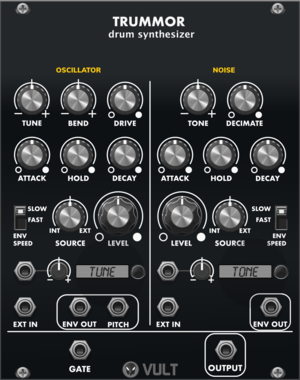 TRUMMOR
drum synthesizer
OSCILLATOR NOISE
TUNE BEND DRIVE TONE DECIMATE
ATTACK HOLD DECAY ATTACK HOLD DECAY
SLOW INT EXT INT EXT SLOW
FAST FAST
ENV SPEED SOURCE LEVEL LEVEL SOURCE ENV SPEED
TUNE TONE
EXT IN ENV OUT PITCH EXT IN ENV OUT
GATE VULT OUTPUT